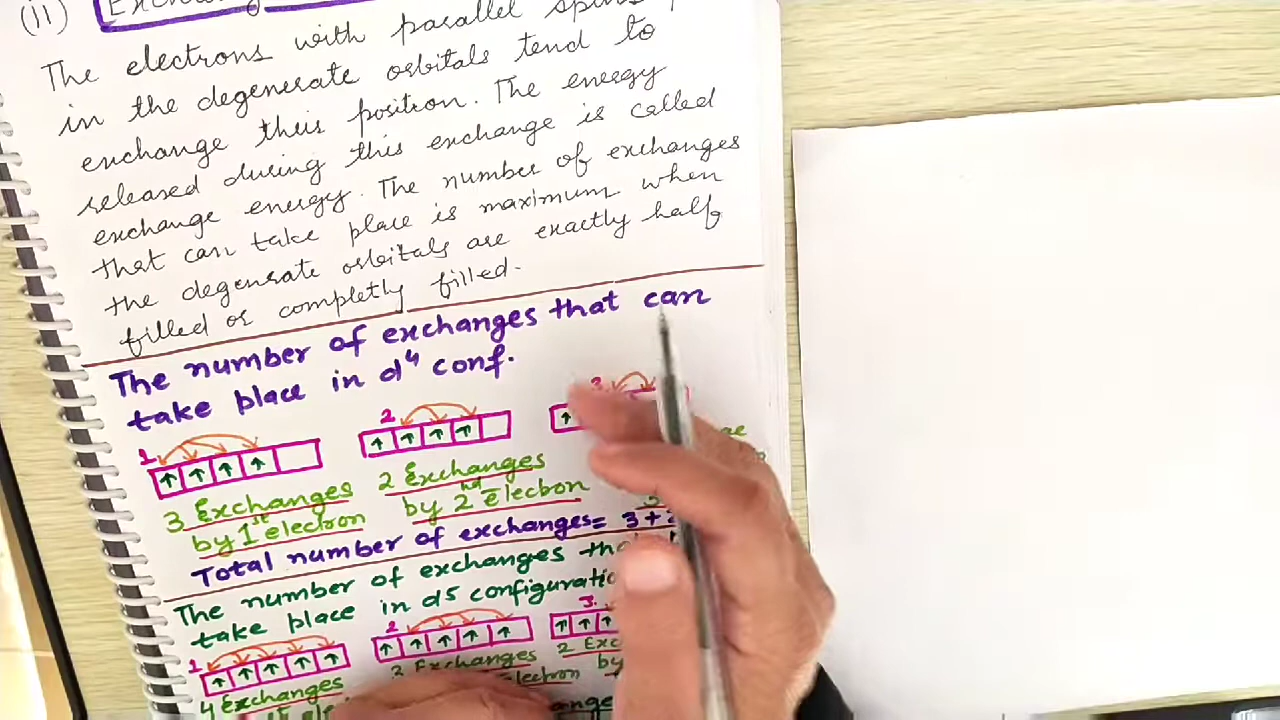 (ii)
The electrons with parallel spins
in the degenerate orbitals tend to
exchange their position. The energy
released during this exchange is called
exchange energy. The number of exchanges
that can take place is maximum when
the degenrate orbitals are exactly half
filled or completly filled.
The number of exchanges that can
take place in d⁴ conf.
1 2 3.
3 Exchanges 2 Exchanges
by 1st electron by 2nd electron
Total number of exchanges= 3+
The number of exchanges
take place in d5
1 2 3.
4 Exchanges 3 Exchanges 2
electron by